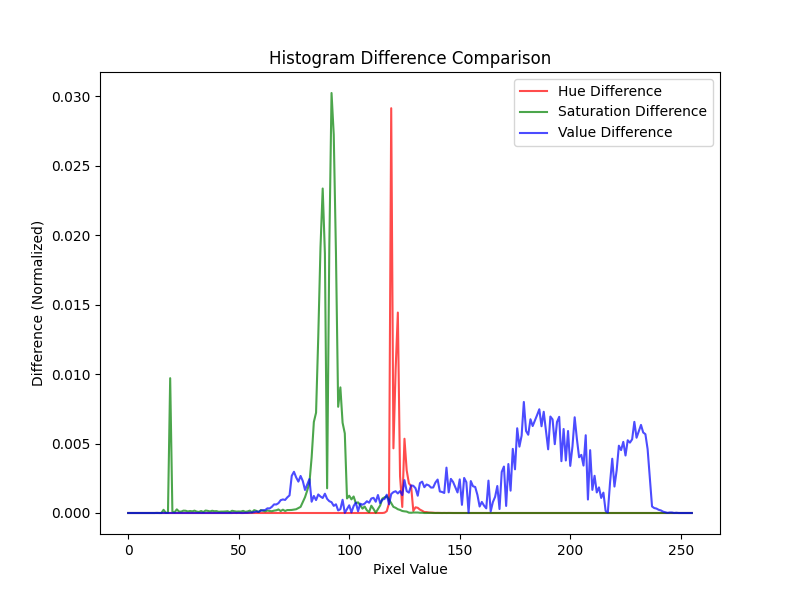 Histogram Difference Comparison
Hue Difference
Saturation Difference
Value Difference
Difference (Normalized)
0.030
0.025
0.020
0.015
0.010
0.005
0.000
0 50 100 150 200 250
Pixel Value